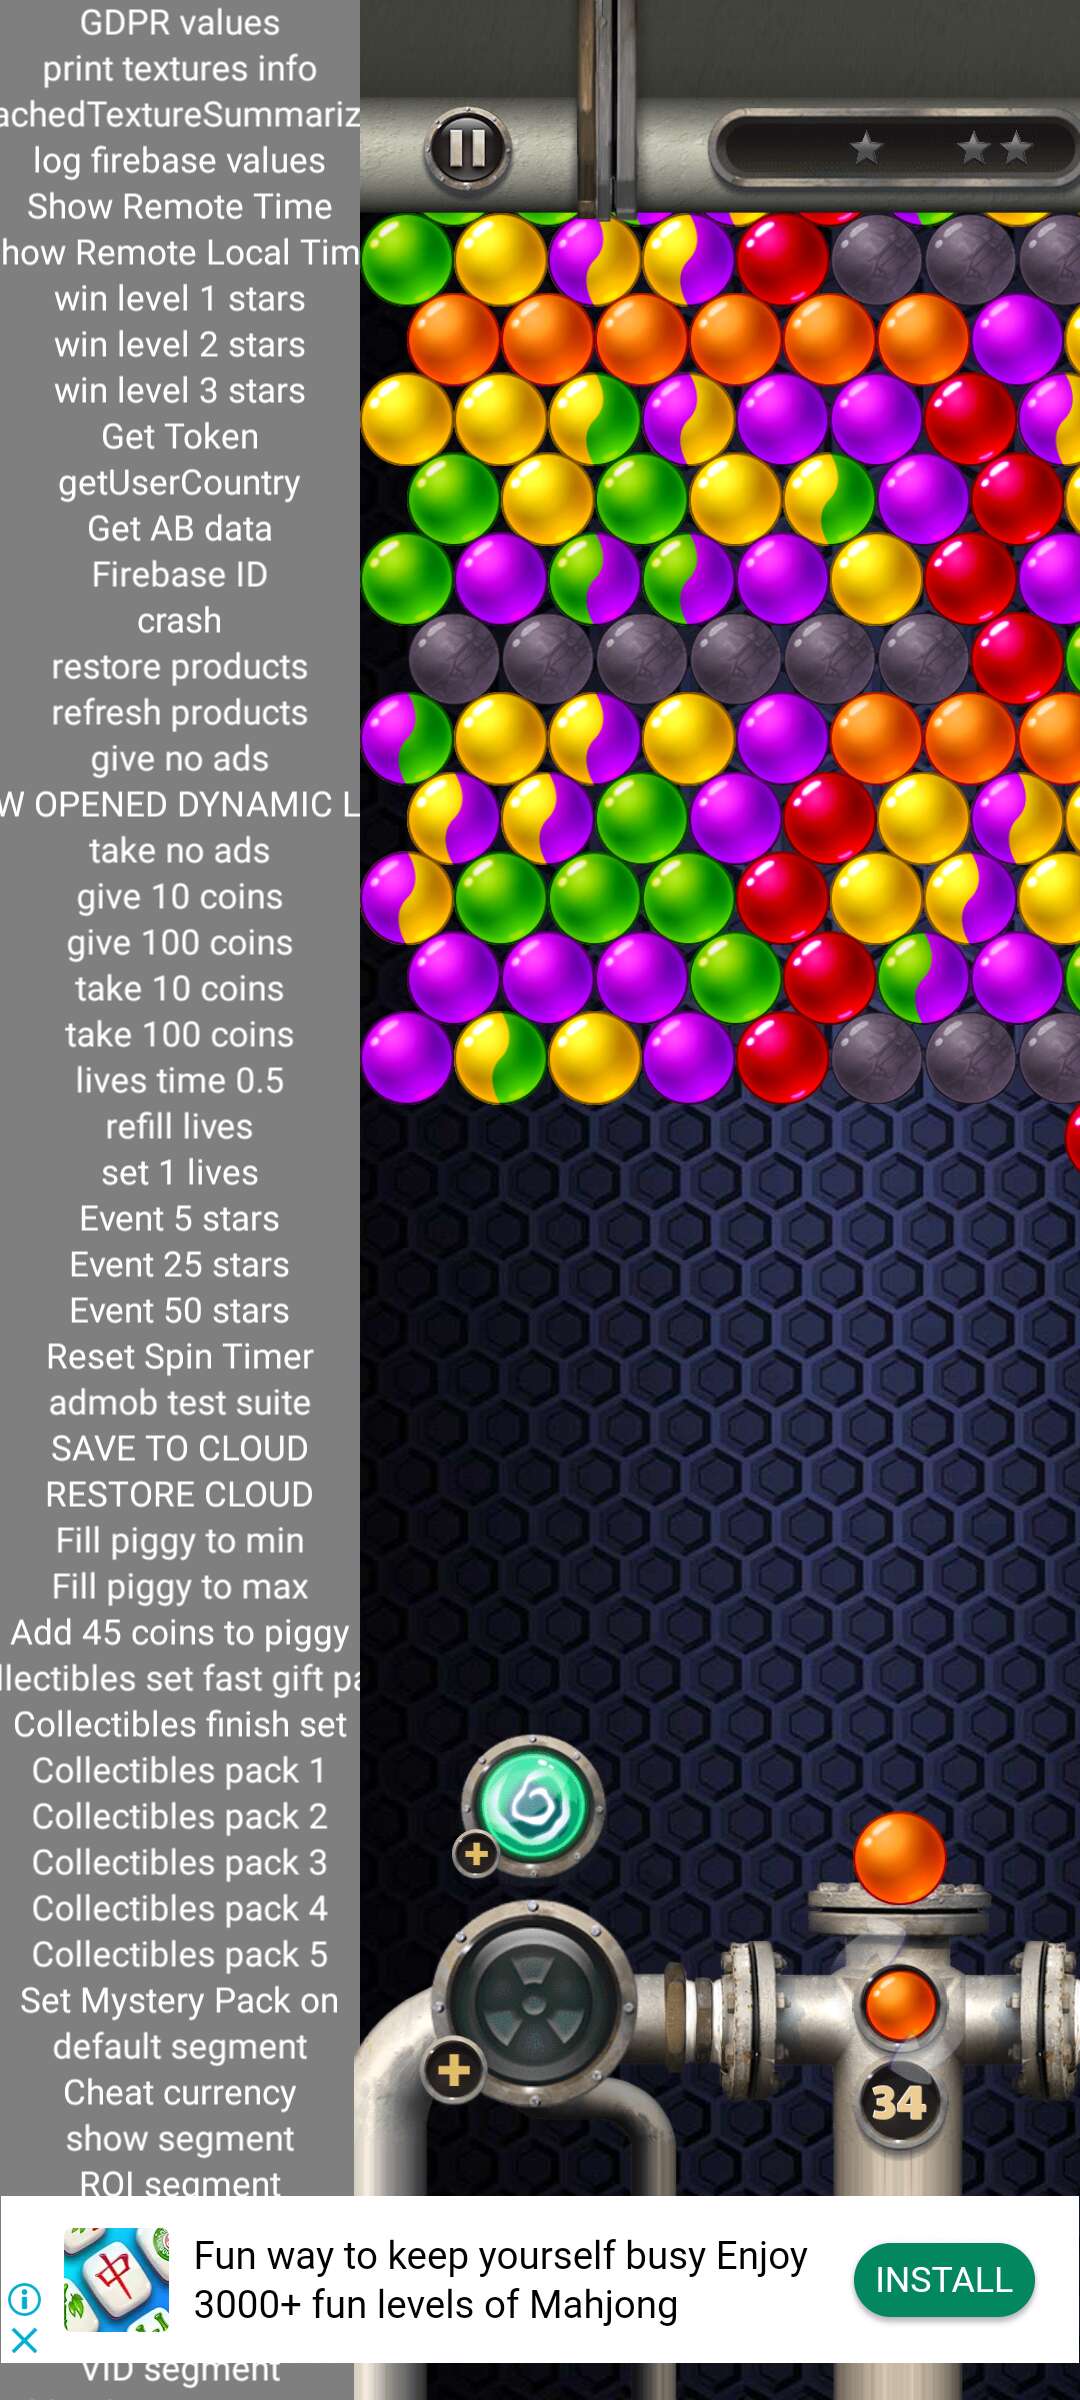 GDPR values
print textures info
achedTextureSummariz
log firebase values
Show Remote Time
how Remote Local Tim
win level 1 stars
win level 2 stars
win level 3 stars
Get Token
getUserCountry
Get AB data
Firebase ID
crash
restore products
refresh products
give no ads
W OPENED DYNAMIC L
take no ads
give 10 coins
give 100 coins
take 10 coins
take 100 coins
lives time 0.5
refill lives
set 1 lives
Event 5 stars
Event 25 stars
Event 50 stars
Reset Spin Timer
admob test suite
SAVE TO CLOUD
RESTORE CLOUD
Fill piggy to min
Fill piggy to max
Add 45 coins to piggy
llectibles set fast gift pa
Collectibles finish set
Collectibles pack 1
Collectibles pack 2
Collectibles pack 3
Collectibles pack 4
Collectibles pack 5
Set Mystery Pack on
default segment
Cheat currency
show segment
ROI segment
34
Fun way to keep yourself busy Enjoy
3000+ fun levels of Mahjong
INSTALL
中
VID segment